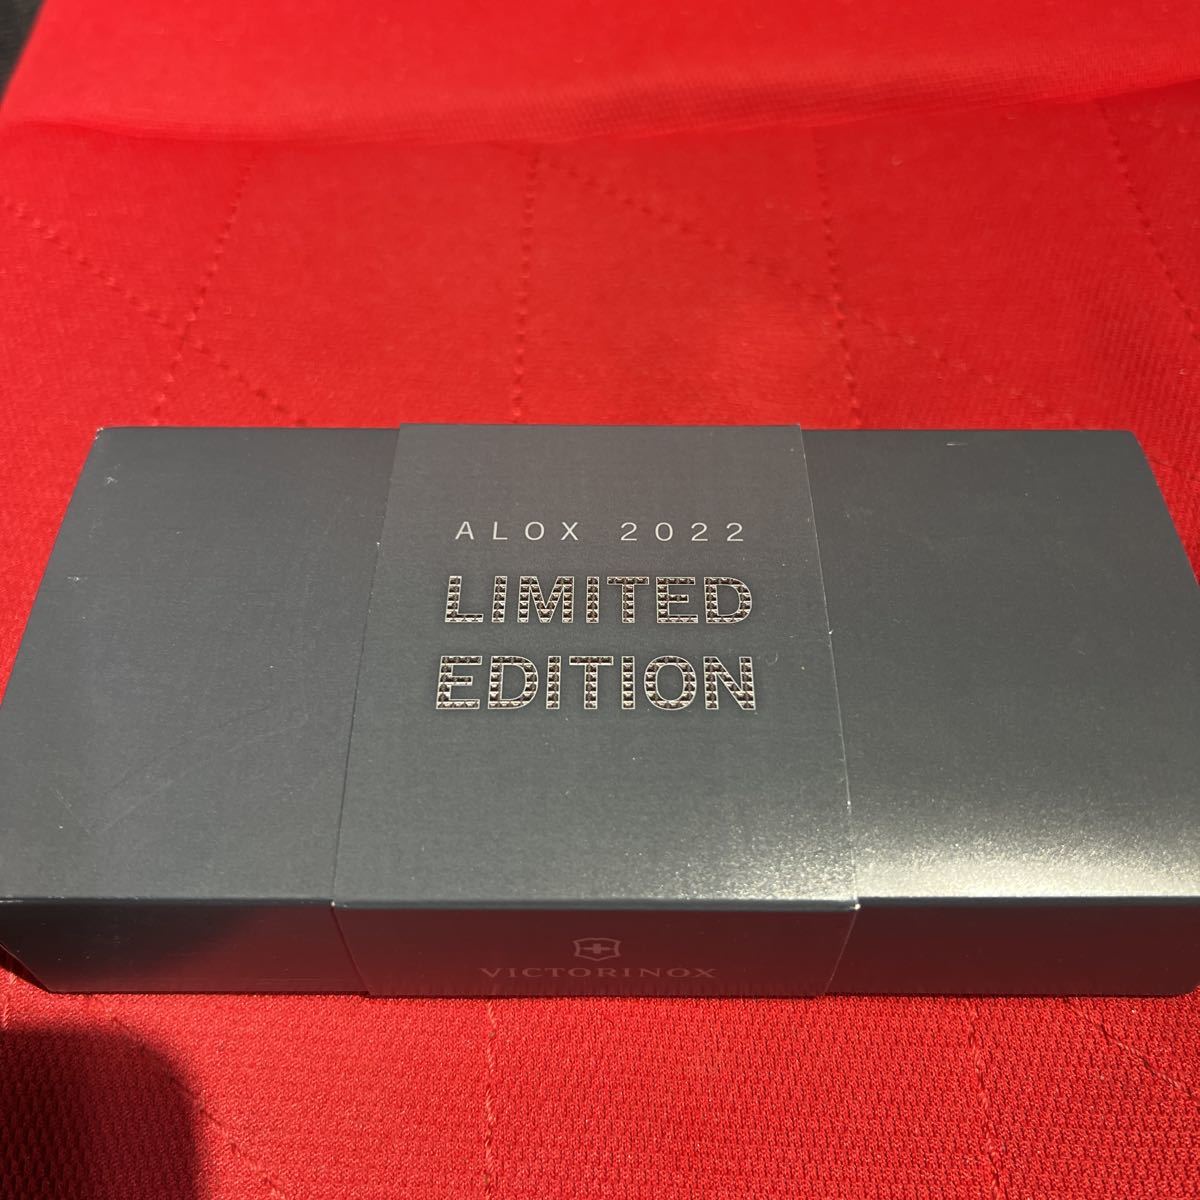 ALOX 2022
LIMITED
EDITION
VICTORINOX